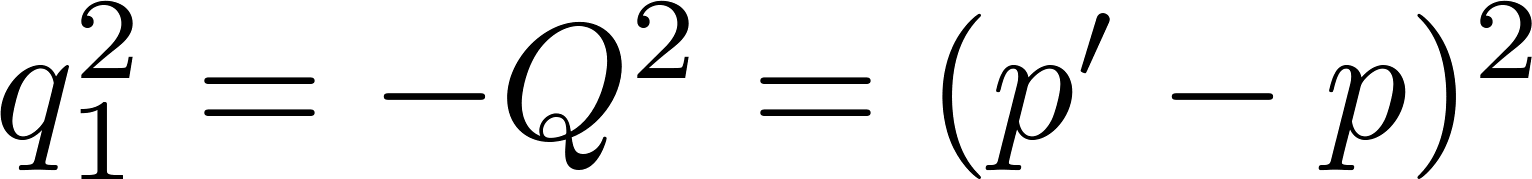 $q_1^2 = -Q^2 = (p' - p)^2$